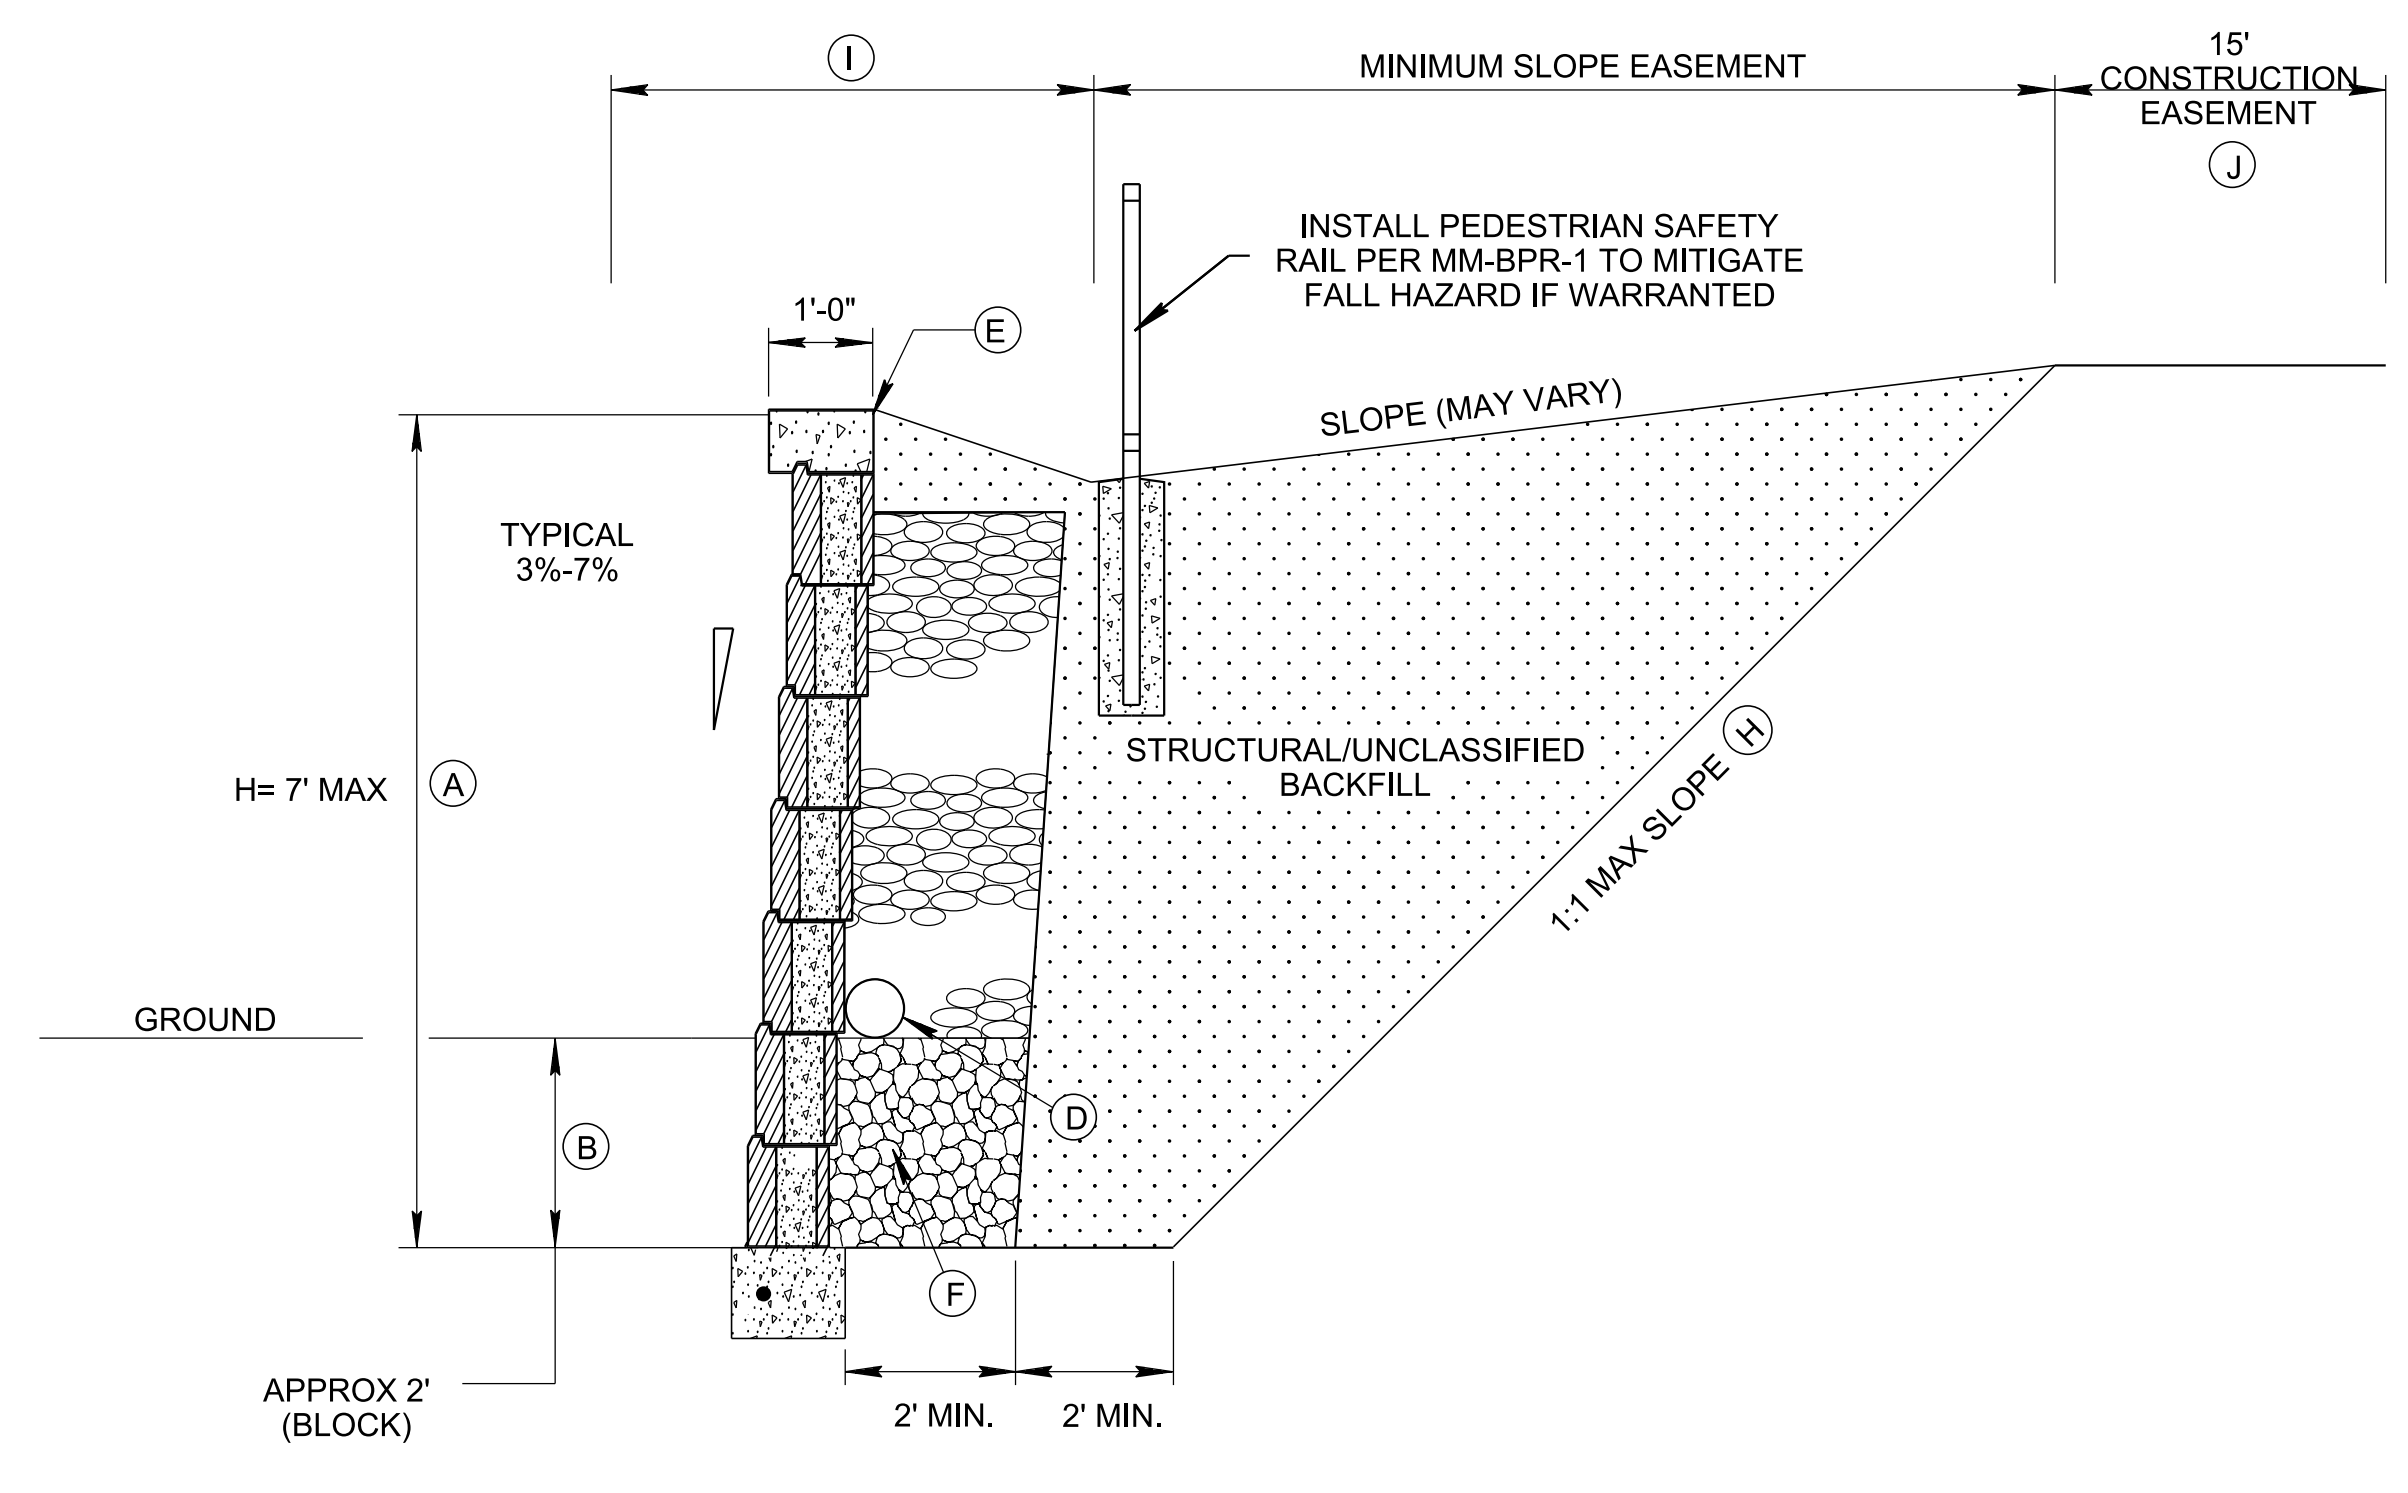 I
MINIMUM SLOPE EASEMENT
15'
CONSTRUCTION
EASEMENT
J
INSTALL PEDESTRIAN SAFETY
RAIL PER MM-BPR-1 TO MITIGATE
FALL HAZARD IF WARRANTED
1'-0"
E
SLOPE (MAY VARY)
TYPICAL
3%-7%
STRUCTURAL/UNCLASSIFIED
BACKFILL
1:1 MAX SLOPE H
H= 7' MAX
A
GROUND
D
B
F
APPROX 2'
(BLOCK)
2' MIN.
2' MIN.